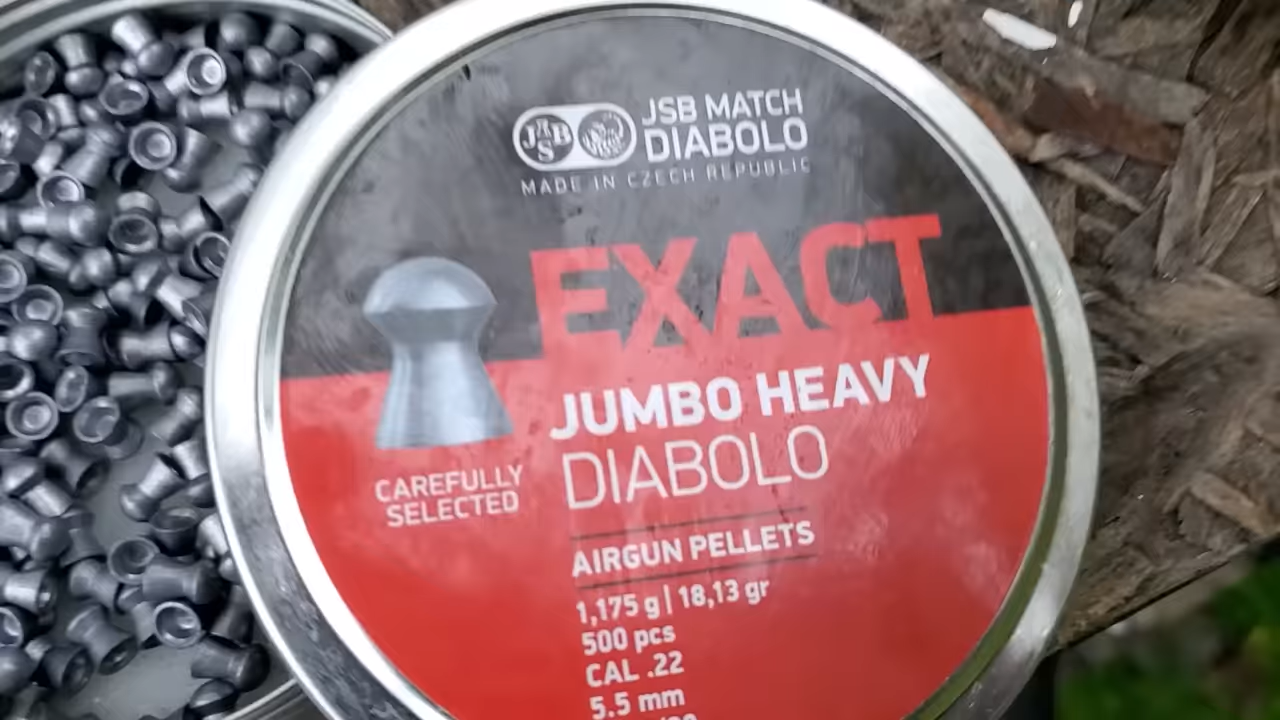 JSB
JSB MATCH
DIABOLO
MADE IN CZECH REPUBLIC
EXACT
JUMBO HEAVY
DIABOLO
CAREFULLY
SELECTED
AIRGUN PELLETS
1,175 g | 18,13 gr
500 pcs
CAL .22
5.5 mm